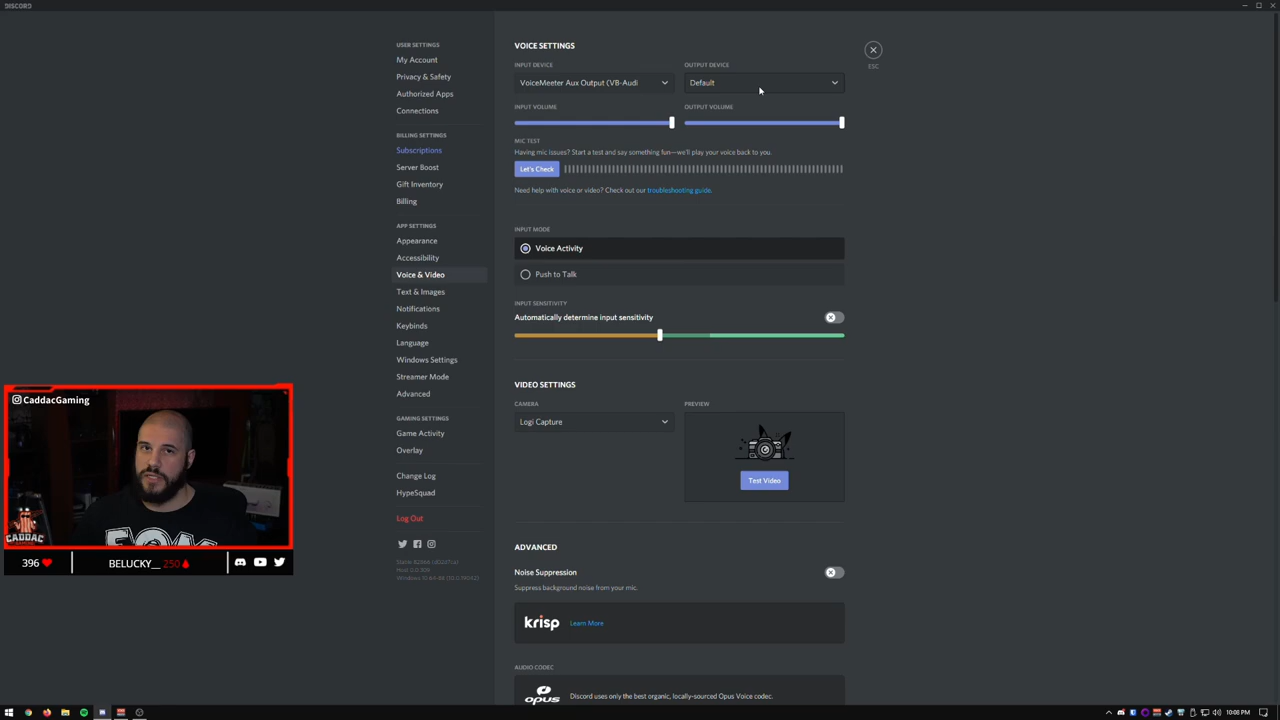 DISCORD
USER SETTINGS
My Account
Privacy & Safety
Authorized Apps
Connections
BILLING SETTINGS
Subscriptions
Server Boost
Gift Inventory
Billing
APP SETTINGS
Appearance
Accessibility
Voice & Video
Text & Images
Notifications
Keybinds
Language
Windows Settings
Streamer Mode
Advanced
GAMING SETTINGS
Game Activity
Overlay
Change Log
HypeSquad
Log Out
VOICE SETTINGS
ESC
INPUT DEVICE
OUTPUT DEVICE
VoiceMeeter Aux Output (VB-Audi
Default
INPUT VOLUME
OUTPUT VOLUME
MIC TEST
Having mic issues? Start a test and say something fun—we'll play your voice back to you.
Let's Check
Need help with voice or video? Check out our troubleshooting guide.
INPUT MODE
Voice Activity
Push to Talk
INPUT SENSITIVITY
Automatically determine input sensitivity
VIDEO SETTINGS
CAMERA
PREVIEW
Logi Capture
Test Video
ADVANCED
Noise Suppression
Suppress background noise from your mic.
krisp
Learn More
AUDIO CODEC
opus
Discord uses only the best organic, locally-sourced Opus Voice codec.
CaddacGaming
CADDAC
GAMING
396
BELUCKY__ 250
10:08 PM